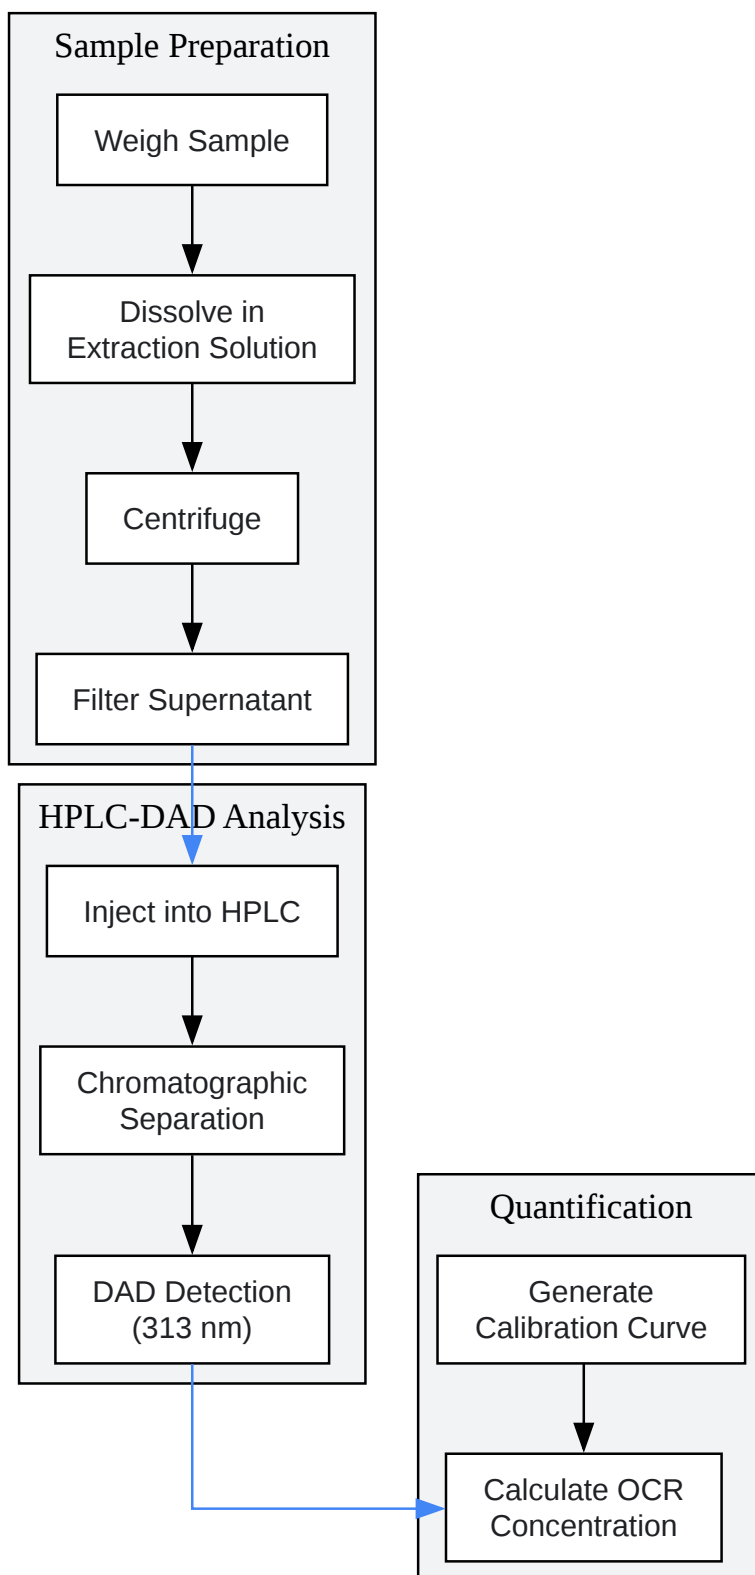 Sample Preparation
Weigh Sample
Dissolve in
Extraction Solution
Centrifuge
Filter Supernatant
HPLC-DAD Analysis
Inject into HPLC
Chromatographic
Separation
DAD Detection
(313 nm)
Quantification
Generate
Calibration Curve
Calculate OCR
Concentration